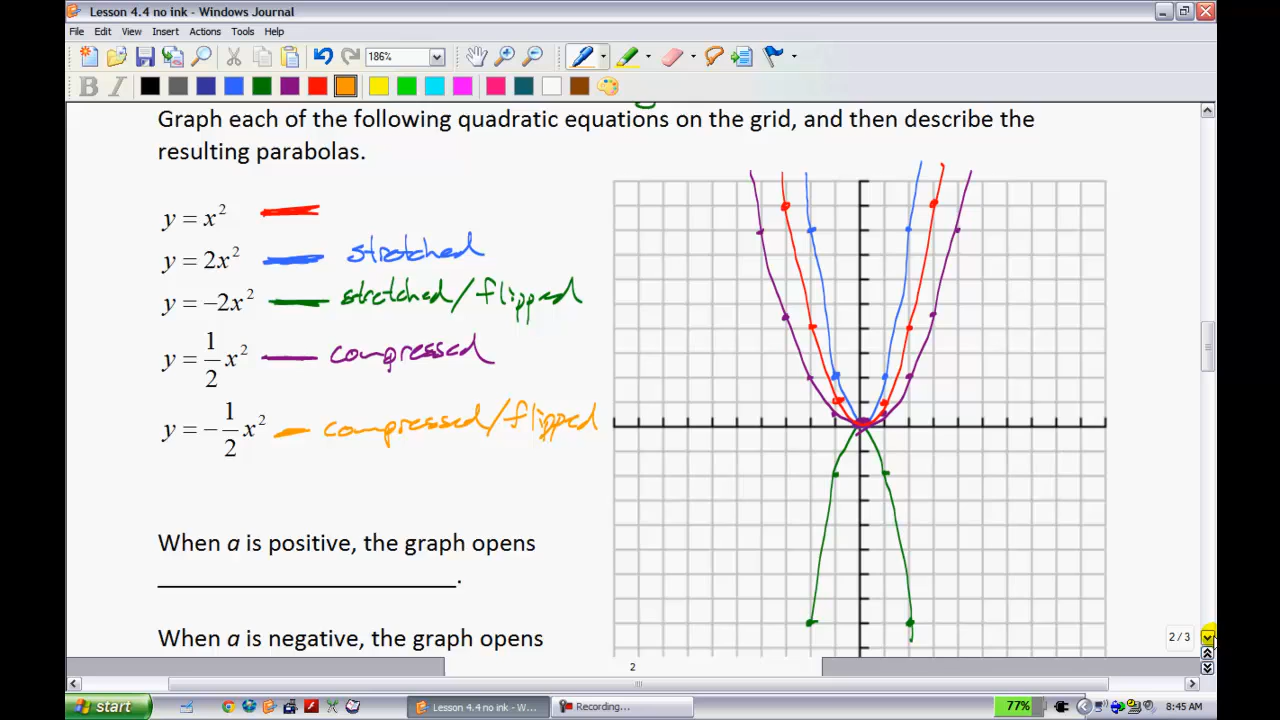 Lesson 4.4 no ink - Windows Journal
File Edit View Insert Actions Tools Help
186%
B I
Graph each of the following quadratic equations on the grid, and then describe the
resulting parabolas.
y = x²
y = 2x² stretched
y = −2x² stretched/flipped
y = 1/2 x² compressed
y = −1/2 x² compressed/flipped
When a is positive, the graph opens
____________________________.
When a is negative, the graph opens
2 / 3
2
start Lesson 4.4 no ink - W... Recording... 77% 8:45 AM